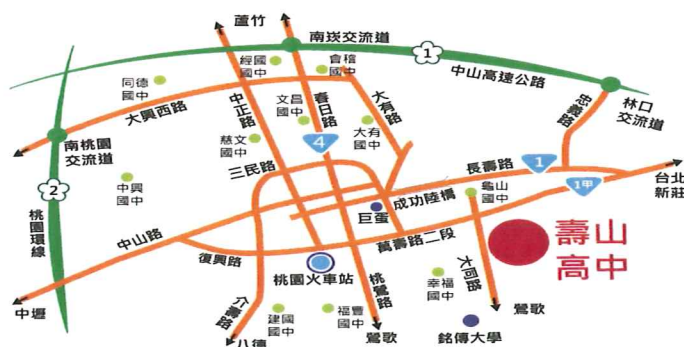 蘆竹
南崁交流道
1
中山高速公路
經國
國中
會稽
國中
同德
國中
中正路
春日路
大有路
文昌
國中
大興西路
林口
交流道
南桃園
交流道
慈文
國中
4
大有
國中
三民路
長壽路
1
1甲
台北
新莊
2
桃園環線
中興
國中
成功陸橋
龜山
國中
巨蛋
中山路
萬壽路二段
壽山
高中
復興路
桃園火車站
桃鶯路
大同路
幸福
國中
中壢
介壽路
建國
國中
福豐
國中
鶯歌
八德
鶯歌
銘傳大學